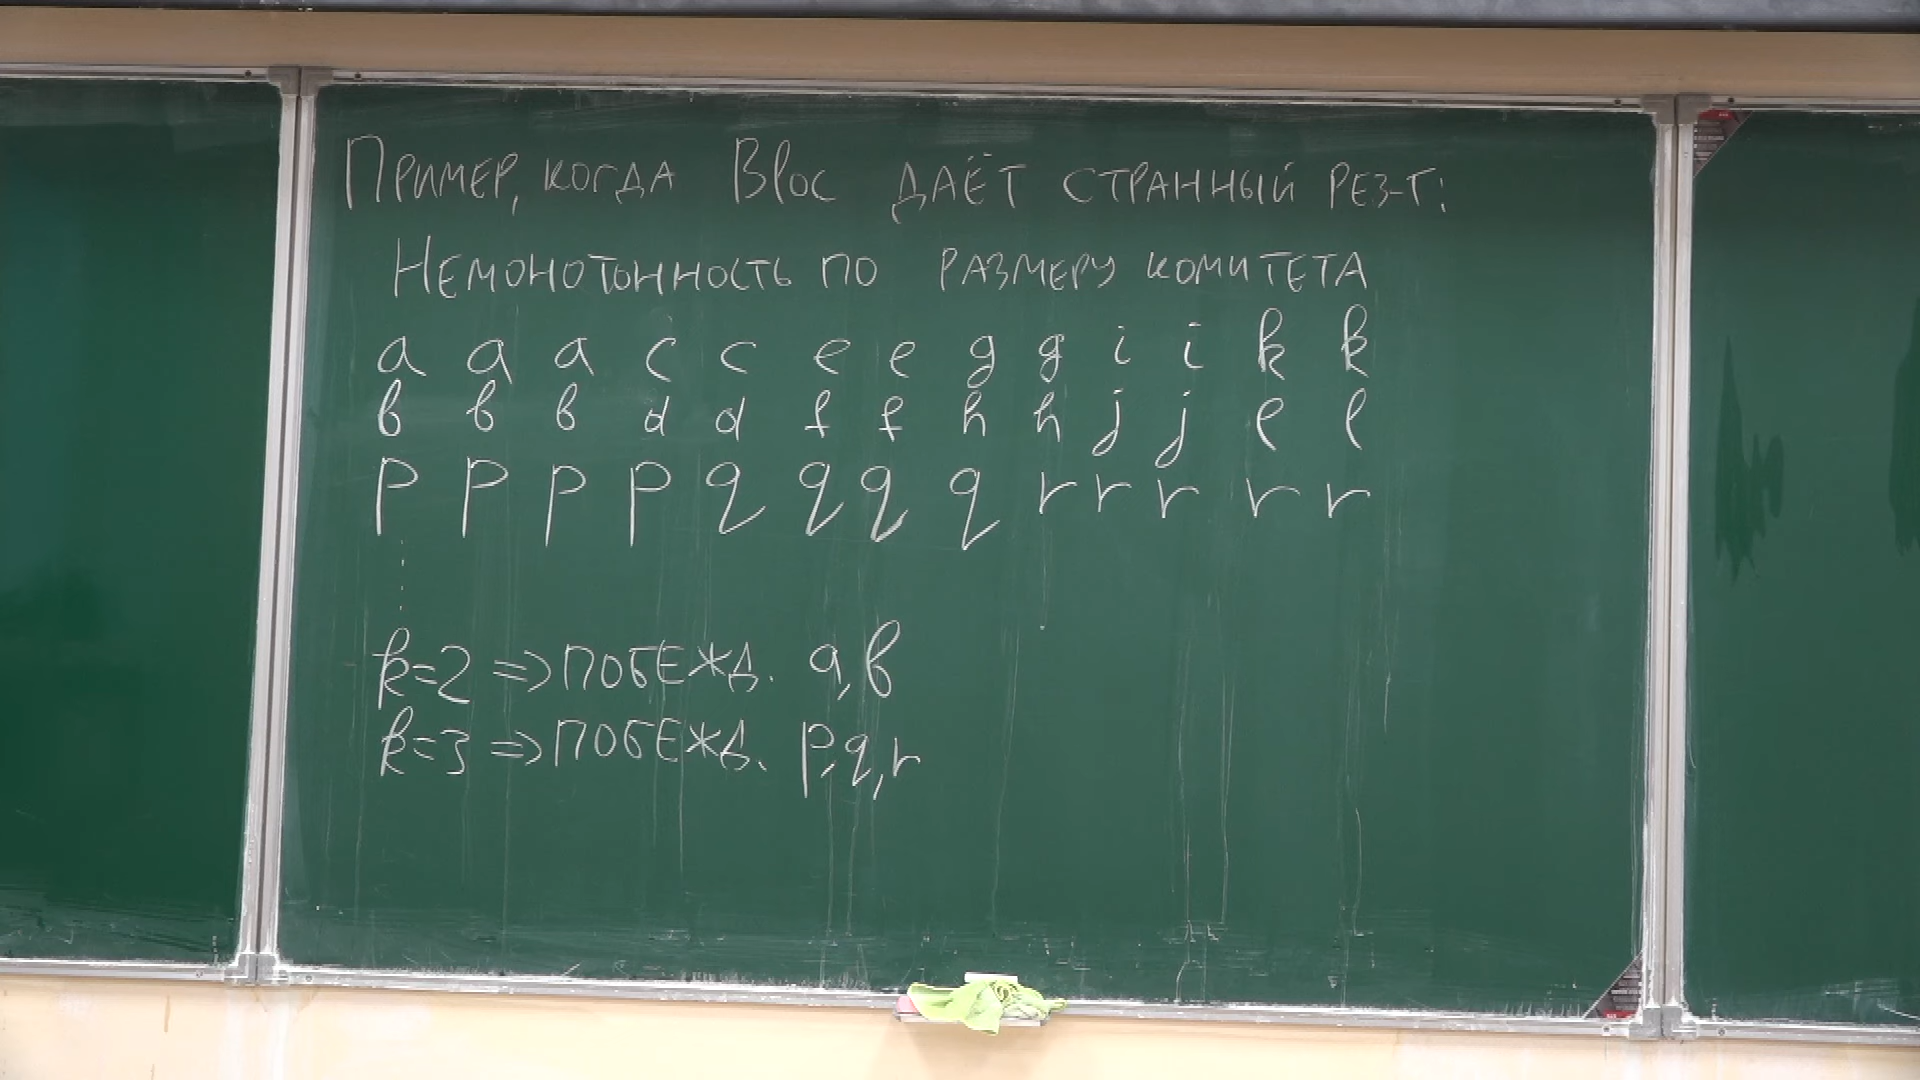 Пример, когда Bloc даёт странный рез-т:
Немонотонность по размеру комитета
a a a c c e e g g i i k k
b b b d d f f h h j j l l
p p p p q q q q r r r r r
k=2 => побежд. a, b
k=3 => побежд. p, q, r